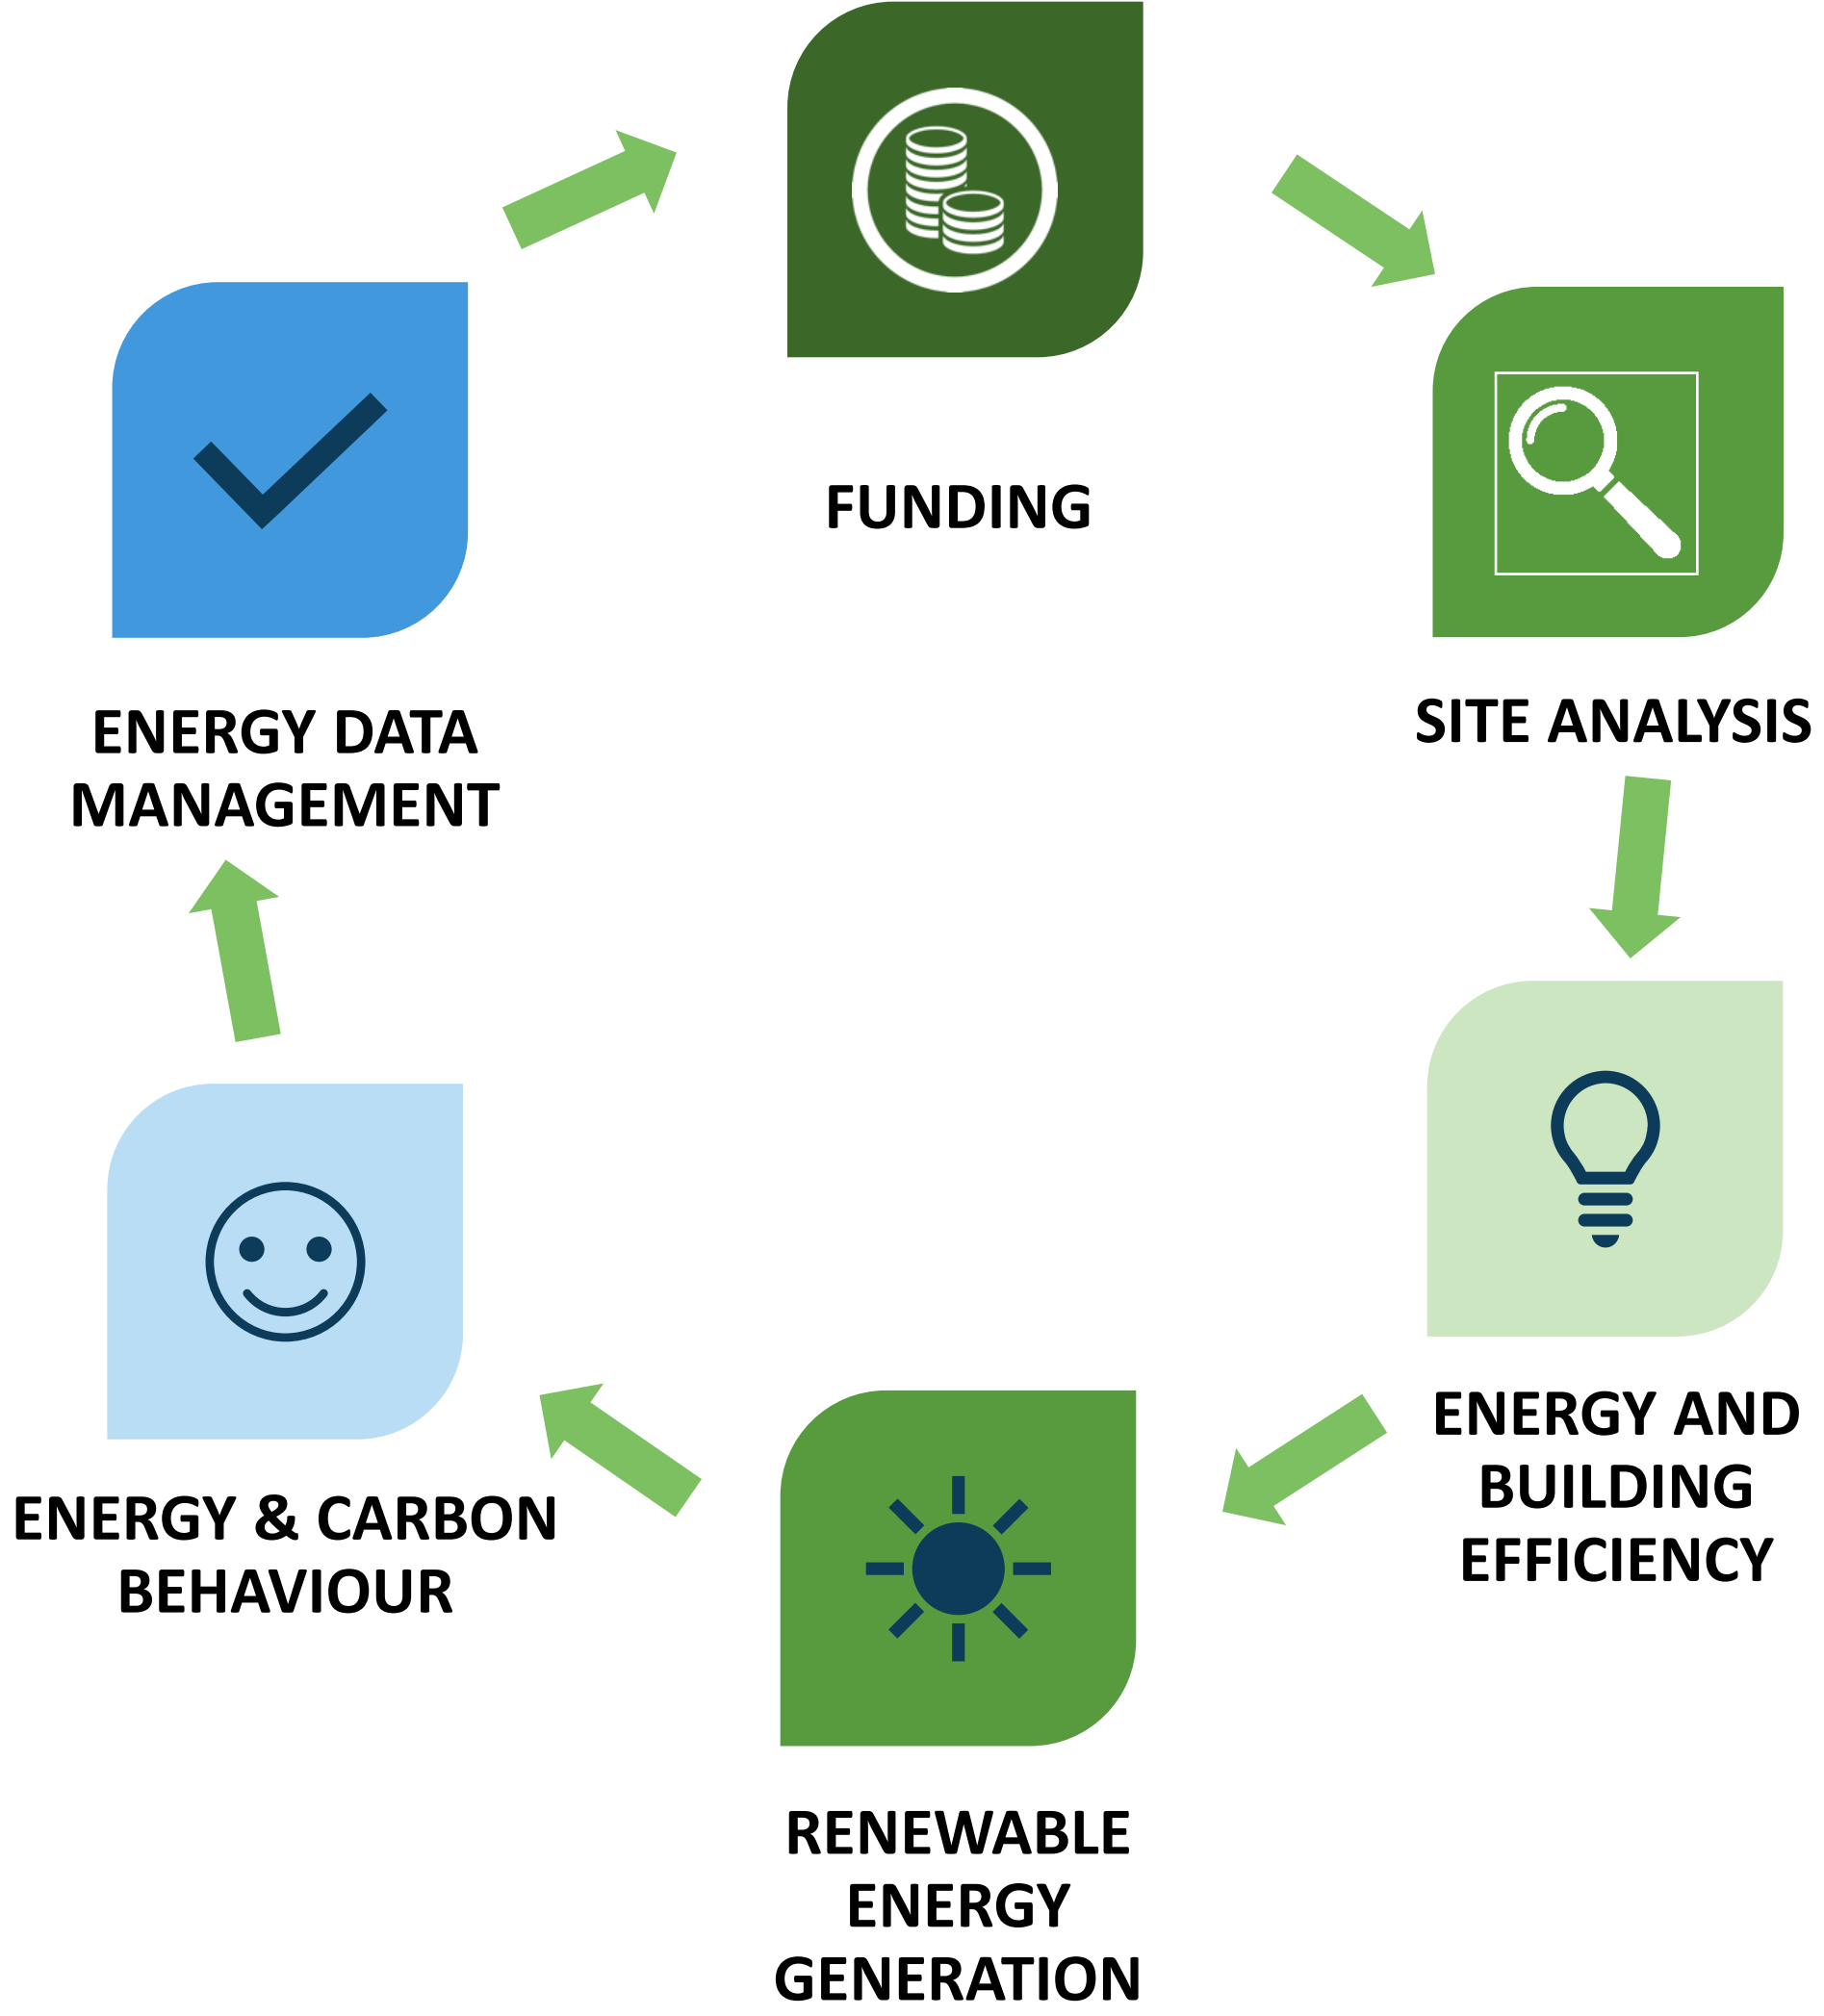 FUNDING
SITE ANALYSIS
ENERGY AND
BUILDING
EFFICIENCY
RENEWABLE
ENERGY
GENERATION
ENERGY & CARBON
BEHAVIOUR
ENERGY DATA
MANAGEMENT